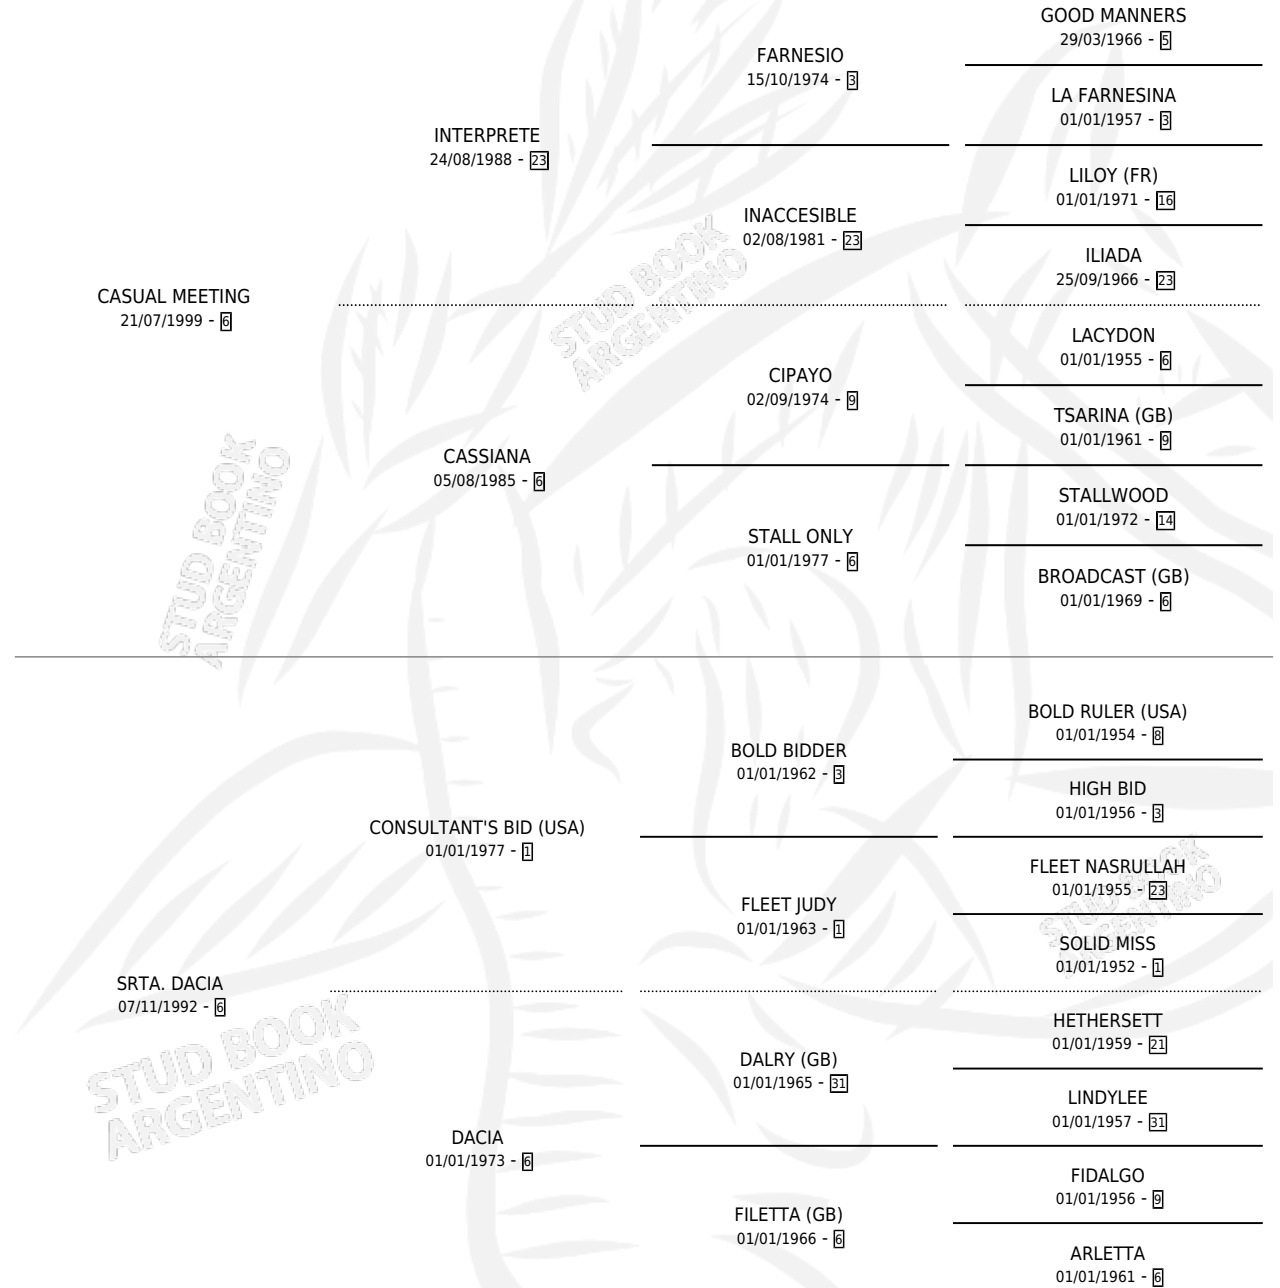 GOOD MANNERS
29/03/1966 - 5
FARNESIO
15/10/1974 - 3
LA FARNESINA
01/01/1957 - 3
INTERPRETE
24/08/1988 - 23
LILOY (FR)
01/01/1971 - 16
INACCESIBLE
02/08/1981 - 23
ILIADA
25/09/1966 - 23
CASUAL MEETING
21/07/1999 - 6
LACYDON
01/01/1955 - 6
CIPAYO
02/09/1974 - 9
TSARINA (GB)
01/01/1961 - 9
CASSIANA
05/08/1985 - 6
STALLWOOD
01/01/1972 - 14
STALL ONLY
01/01/1977 - 6
BROADCAST (GB)
01/01/1969 - 6
BOLD RULER (USA)
01/01/1954 - 8
BOLD BIDDER
01/01/1962 - 3
HIGH BID
01/01/1956 - 3
CONSULTANT'S BID (USA)
01/01/1977 - 1
FLEET NASRULLAH
01/01/1955 - 23
FLEET JUDY
01/01/1963 - 1
SOLID MISS
01/01/1952 - 1
SRTA. DACIA
07/11/1992 - 6
HETHERSETT
01/01/1959 - 21
DALRY (GB)
01/01/1965 - 31
LINDYLEE
01/01/1957 - 31
DACIA
01/01/1973 - 6
FIDALGO
01/01/1956 - 9
FILETTA (GB)
01/01/1966 - 6
ARLETTA
01/01/1961 - 6
STUD BOOK
ARGENTINO
STUD BOOK
ARGENTINO
STUD BOOK
ARGENTINO
STUD BOOK
ARGENTINO